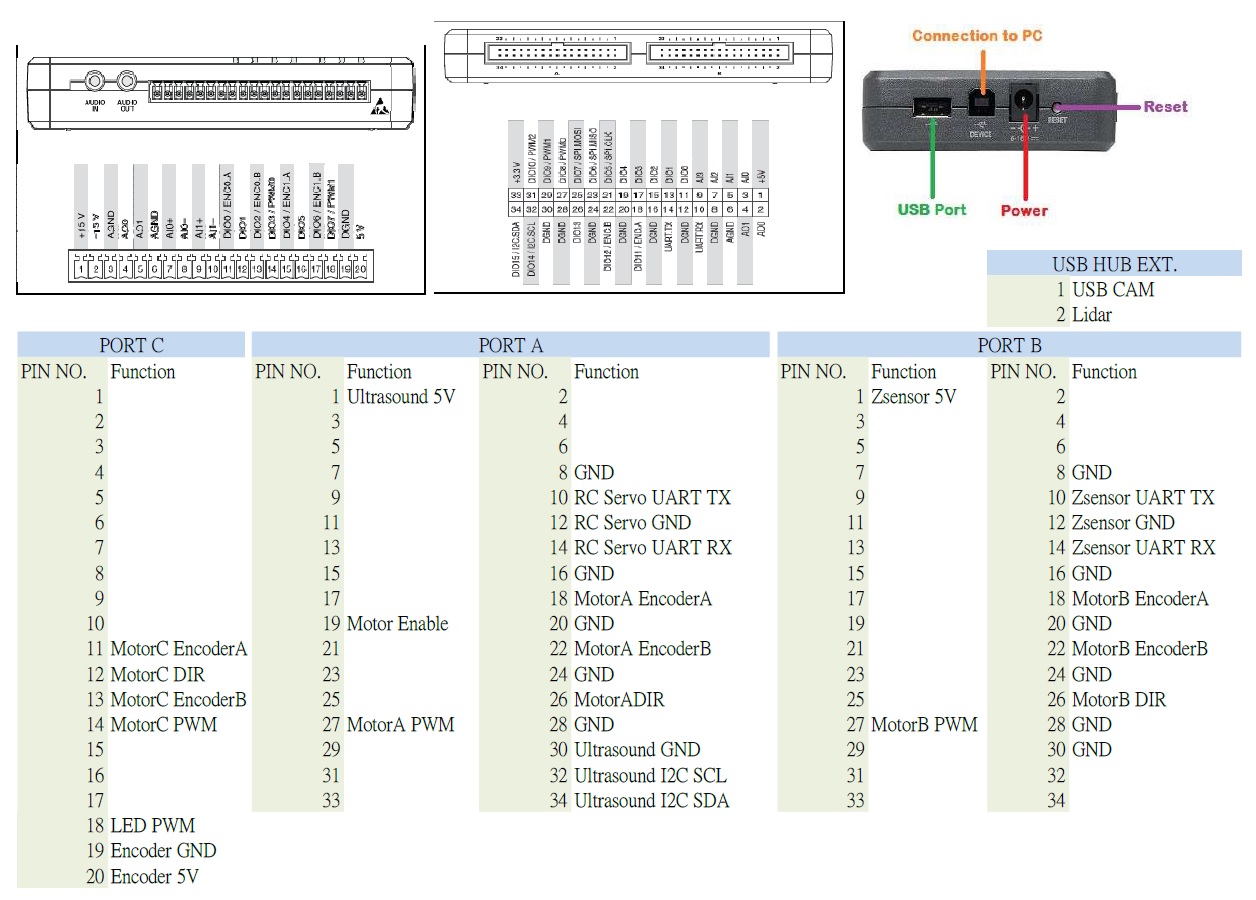 AUDIO IN
AUDIO OUT
+15 V
-15 V
AGND
AO0
AO1
AGND
AI0+
AI0-
AI1+
AI1-
DIO0 / ENC0.A
DIO1
DIO2 / ENC0.B
DIO3 / PWM0
DIO4 / ENC1.A
DIO5
DIO6 / ENC1.B
DIO7 / PWM1
DGND
5 V
1 2 3 4 5 6 7 8 9 10 11 12 13 14 15 16 17 18 19 20
33 1 33 1
34 2 34 2
A B
+3.3 V
DIO10 / PWM2
DIO9 / PWM1
DIO8 / PWM0
DIO7 / SPI.MOSI
DIO6 / SPI.MISO
DIO5 / SPI.CLK
DIO4
DIO3
DIO2
DIO1
DIO0
AI3
AI2
AI1
AI0
+5V
33 31 29 27 25 23 21 19 17 15 13 11 9 7 5 3 1
34 32 30 28 26 24 22 20 18 16 14 12 10 8 6 4 2
DIO15 / I2C.SDA
DIO14 / I2C.SCL
DGND
DGND
DIO13
DGND
DIO12 / ENC.B
DGND
DIO11 / ENC.A
DGND
UART.TX
DGND
UART.RX
DGND
AGND
AO1
AO0
Connection to PC
Reset
DEVICE
RESET
USB Port
Power
USB HUB EXT.
1 USB CAM
2 Lidar
PORT C PORT A PORT B
PIN NO. Function PIN NO. Function PIN NO. Function PIN NO. Function PIN NO. Function
1 1 Ultrasound 5V 2 1 Zsensor 5V 2
2 3 4 3 4
3 5 6 5 6
4 7 8 GND 7 8 GND
5 9 10 RC Servo UART TX 9 10 Zsensor UART TX
6 11 12 RC Servo GND 11 12 Zsensor GND
7 13 14 RC Servo UART RX 13 14 Zsensor UART RX
8 15 16 GND 15 16 GND
9 17 18 MotorA EncoderA 17 18 MotorB EncoderA
10 19 Motor Enable 20 GND 19 20 GND
11 MotorC EncoderA 21 22 MotorA EncoderB 21 22 MotorB EncoderB
12 MotorC DIR 23 24 GND 23 24 GND
13 MotorC EncoderB 25 26 MotorADIR 25 26 MotorB DIR
14 MotorC PWM 27 MotorA PWM 28 GND 27 MotorB PWM 28 GND
15 29 30 Ultrasound GND 29 30 GND
16 31 32 Ultrasound I2C SCL 31 32
17 33 34 Ultrasound I2C SDA 33 34
18 LED PWM
19 Encoder GND
20 Encoder 5V